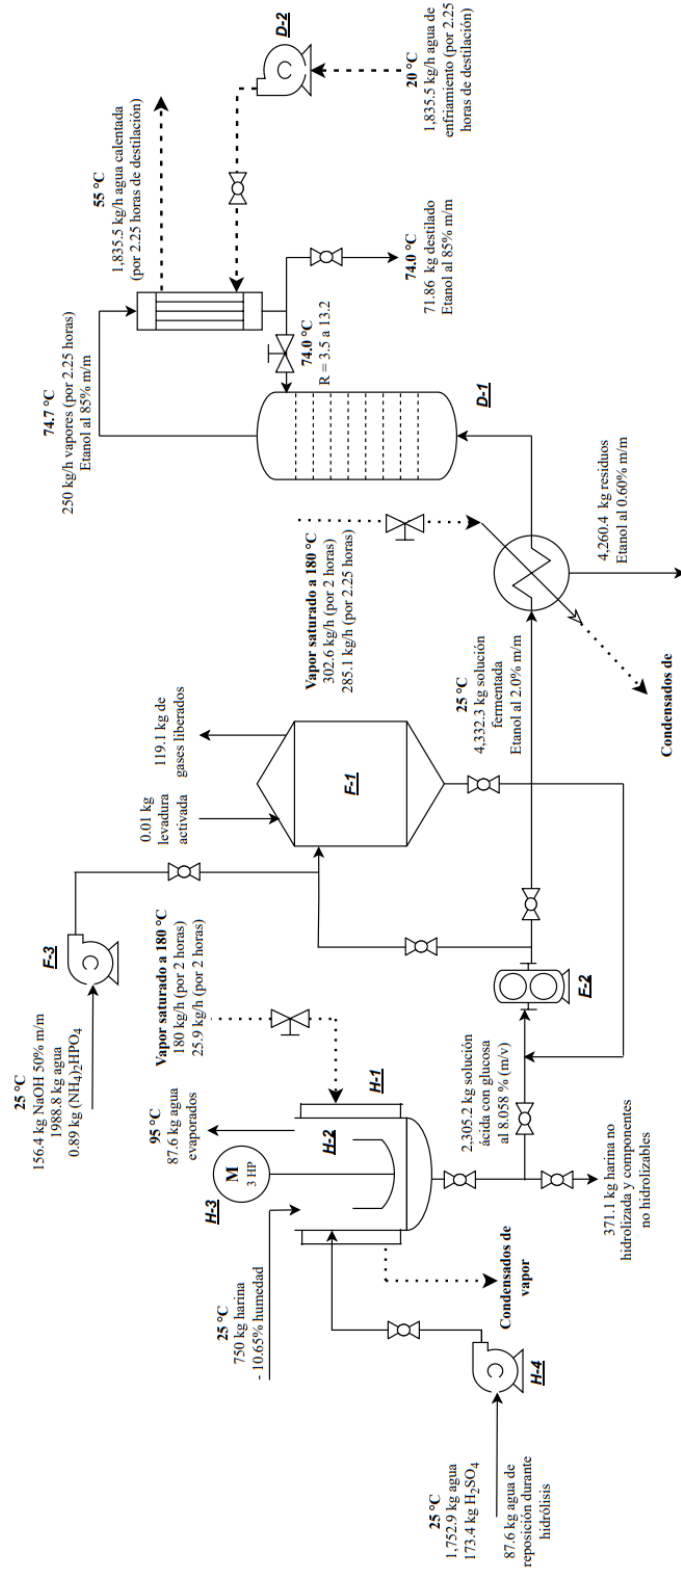 25 °C
1,752.9 kg agua
173.4 kg H2SO4
87.6 kg agua de
reposición durante
hidrólisis
H-4
25 °C
750 kg harina
- 10.65% humedad
H-3
M
3 HP
H-2
H-1
95 °C
87.6 kg agua
evaporados
Vapor saturado a 180 °C
180 kg/h (por 2 horas)
25.9 kg/h (por 2 horas)
Condensados de
vapor
371.1 kg harina no
hidrolizada y componentes
no hidrolizables
2,305.2 kg solución
ácida con glucosa
al 8.058 % (m/v)
F-2
25 °C
156.4 kg NaOH 50% m/m
1988.8 kg agua
0.89 kg (NH4)2HPO4
F-3
C
0.01 kg
levadura
activada
119.1 kg de
gases liberados
F-1
25 °C
4,332.3 kg solución
fermentada
Etanol al 2.0% m/m
Vapor saturado a 180 °C
302.6 kg/h (por 2 horas)
285.1 kg/h (por 2.25 horas)
Condensados de
4,260.4 kg residuos
Etanol al 0.60% m/m
D-1
74.7 °C
250 kg/h vapores (por 2.25 horas)
Etanol al 85% m/m
74.0 °C
R = 3.5 a 13.2
74.0 °C
71.86 kg destilado
Etanol al 85% m/m
55 °C
1,835.5 kg/h agua calentada
(por 2.25 horas de destilación)
D-2
C
20 °C
1,835.5 kg/h agua de
enfriamiento (por 2.25
horas de destilación)
C